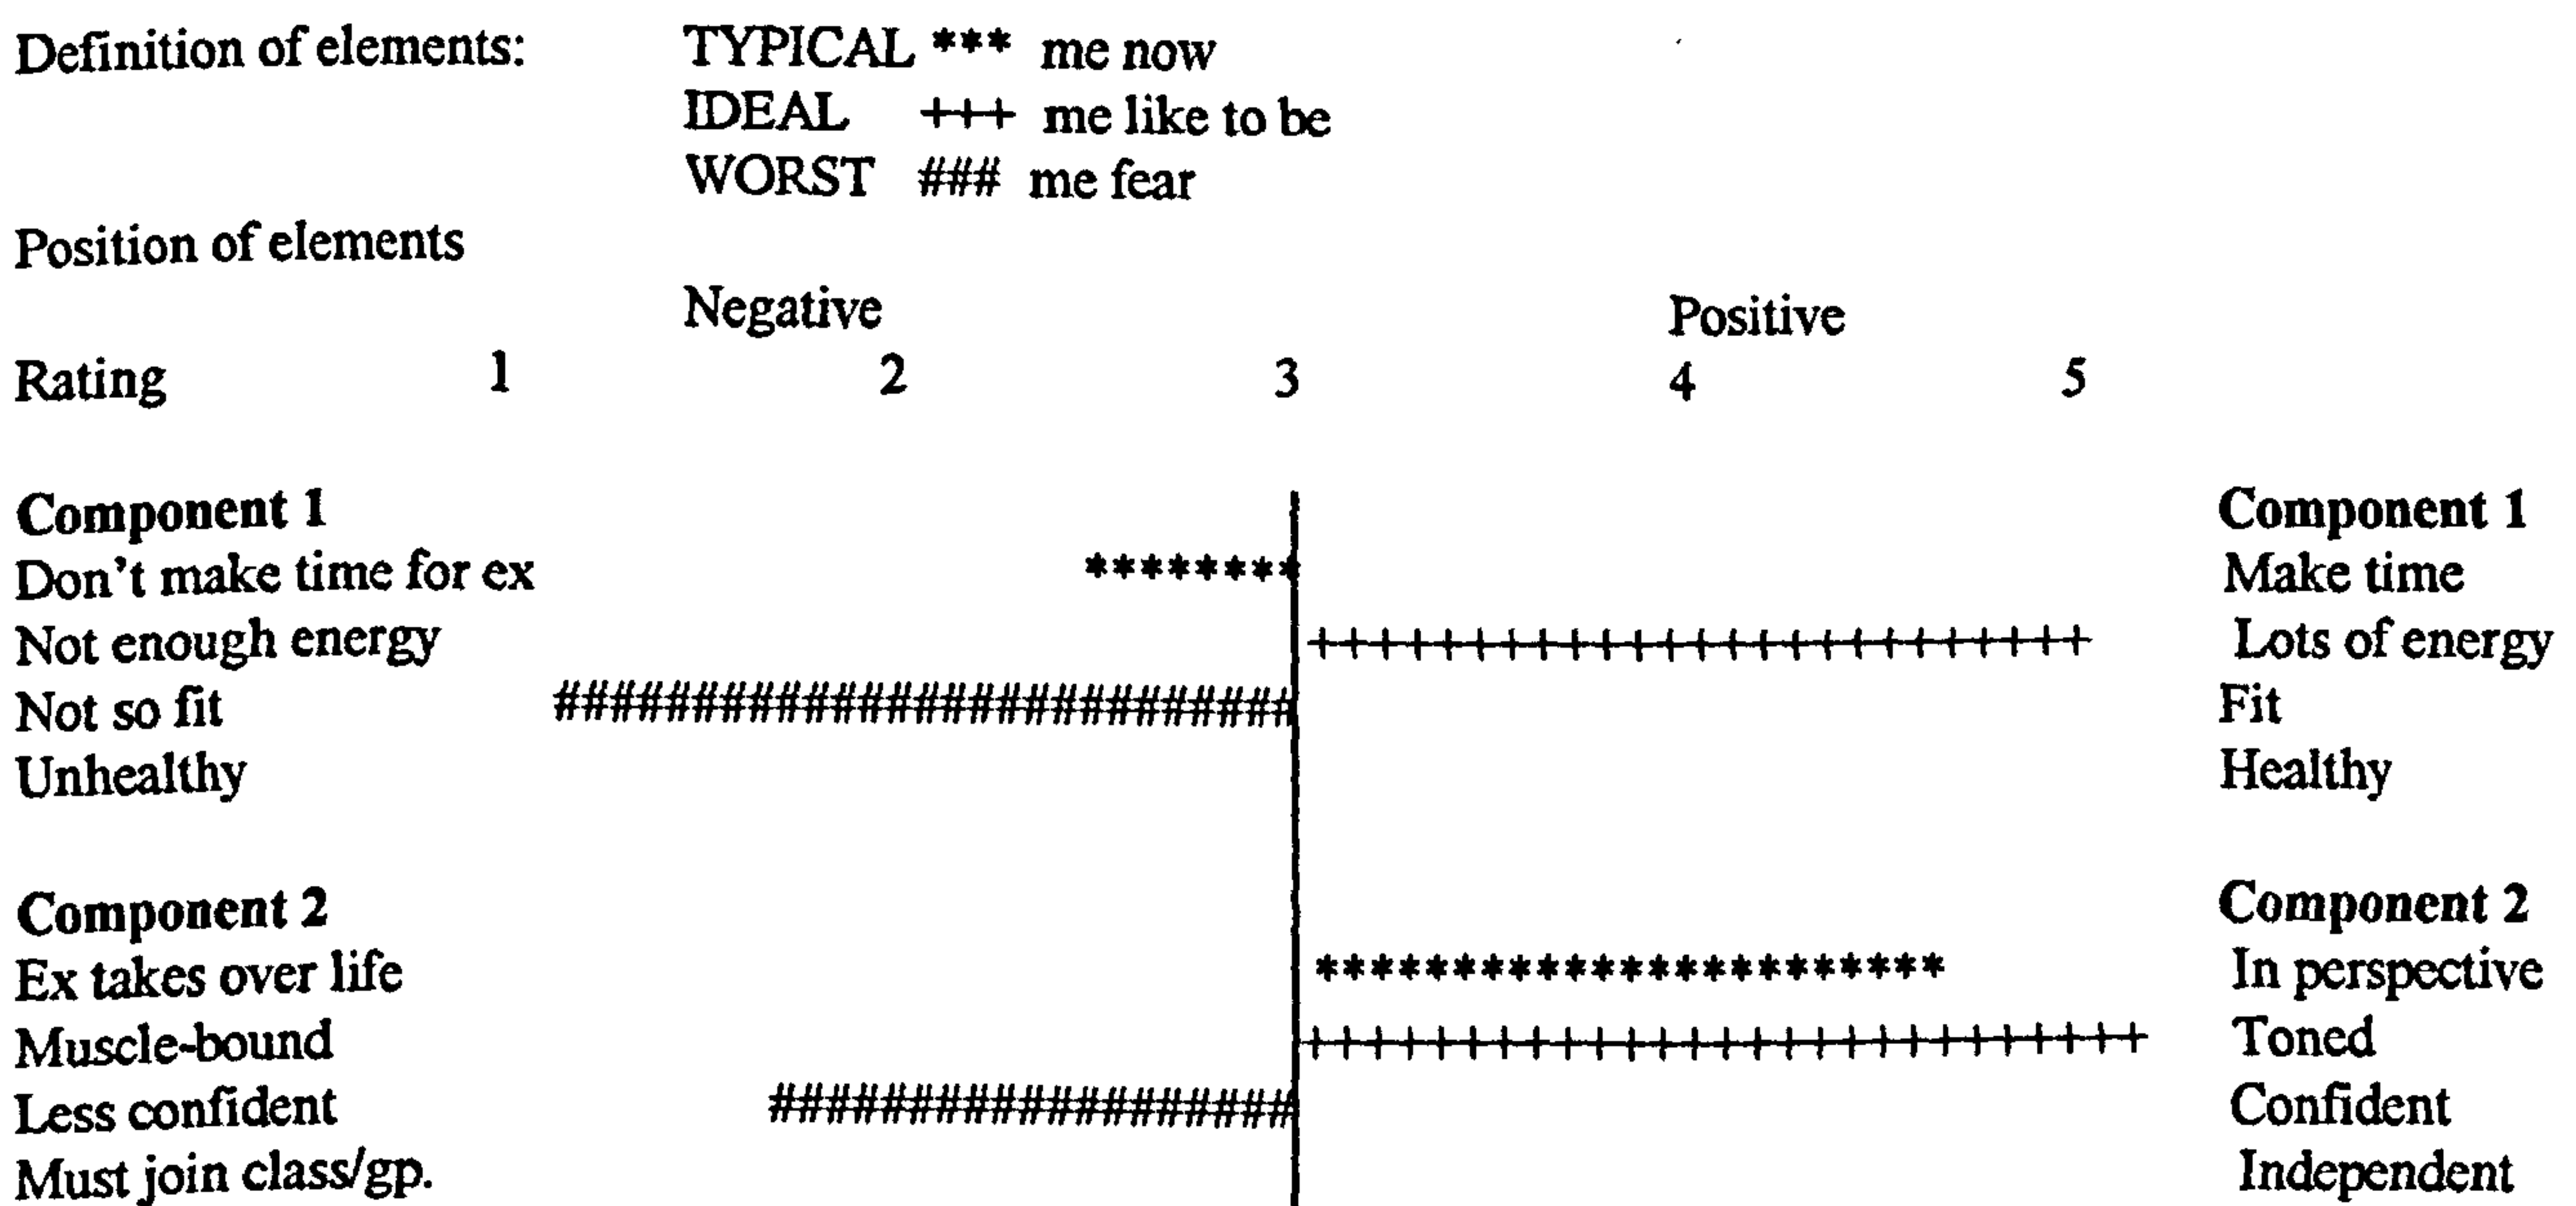 Definition of elements: TYPICAL *** me now
IDEAL +++ me like to be
WORST ### me fear
Position of elements
Negative Positive
Rating 1 2 3 4 5
Component 1 Component 1
Don't make time for ex ******** Make time
Not enough energy +++++++++++++++++++++++++ Lots of energy
Not so fit ########################### Fit
Unhealthy Healthy
Component 2 Component 2
Ex takes over life *********************** In perspective
Muscle-bound +++++++++++++++++++++++++++ Toned
Less confident ################### Confident
Must join class/gp. Independent